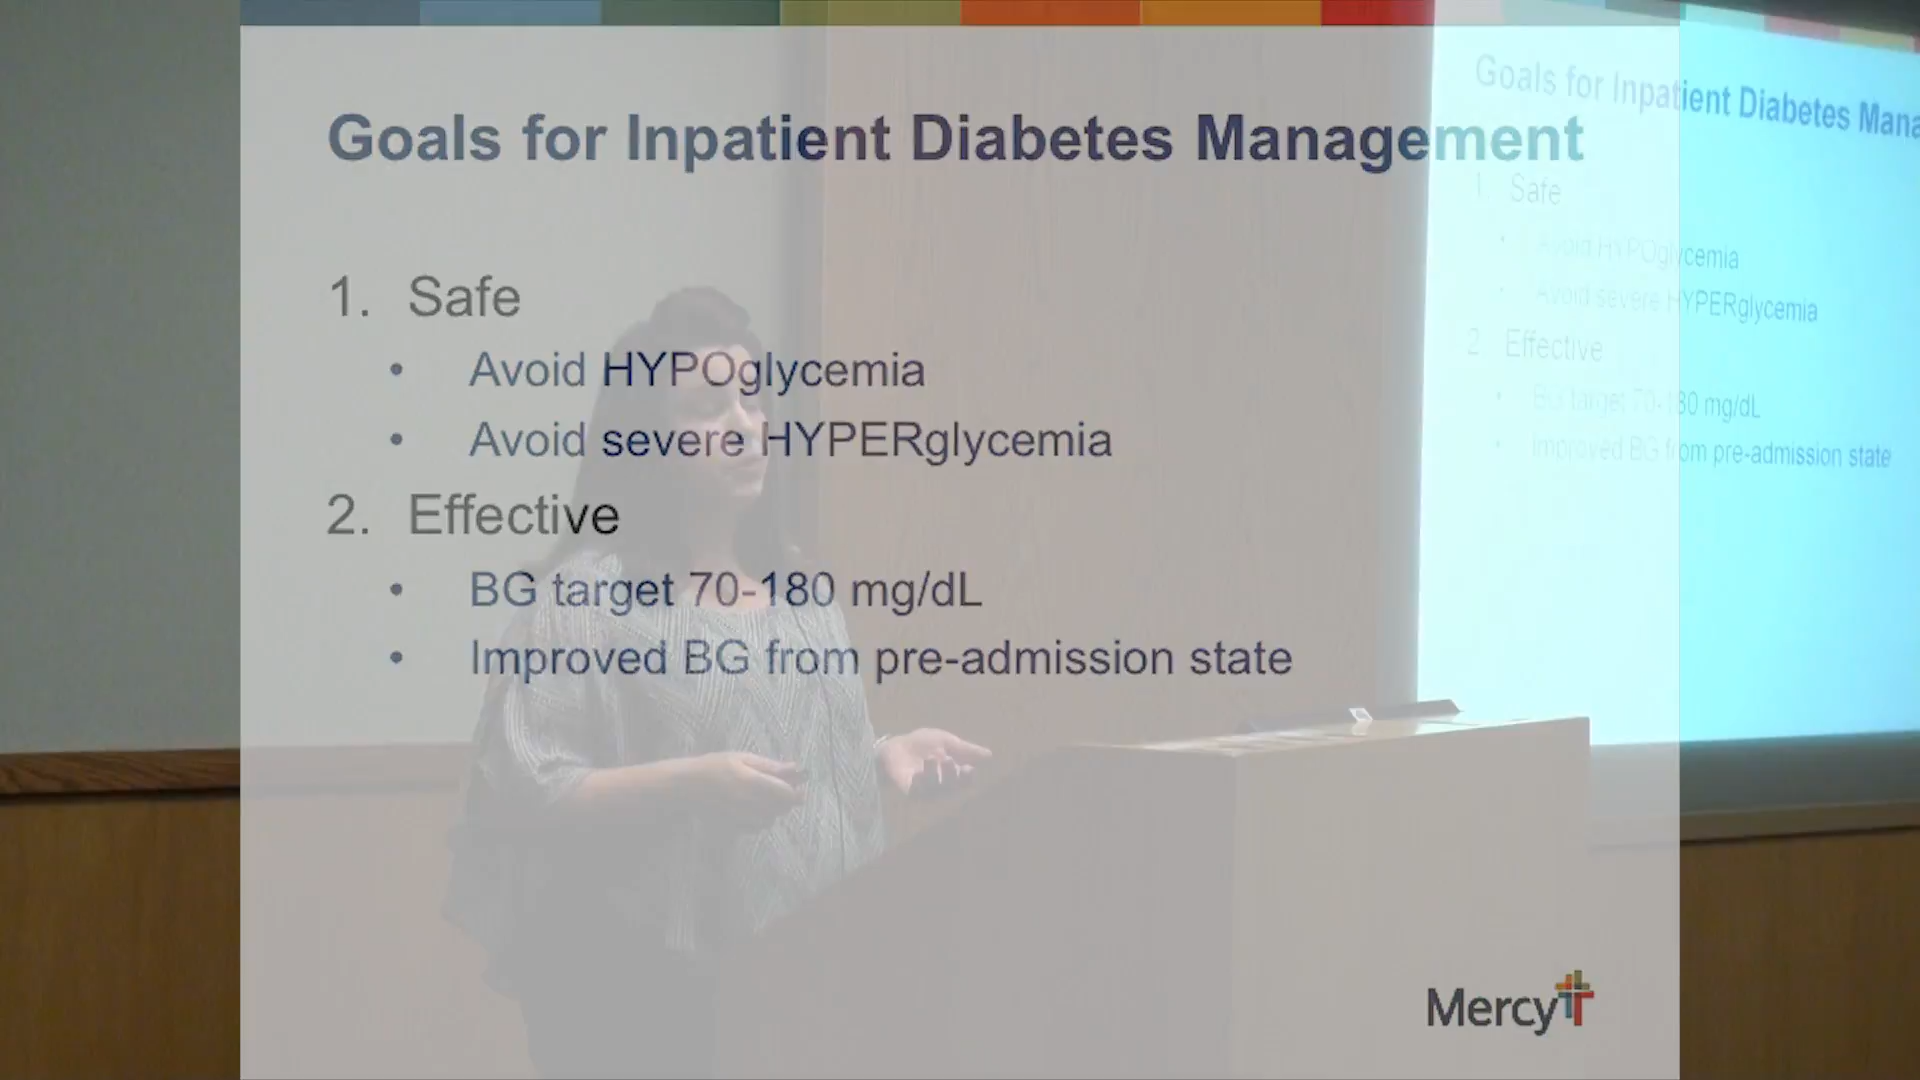 Goals for Inpatient Diabetes Management
1. Safe
• Avoid HYPOglycemia
• Avoid severe HYPERglycemia
2. Effective
• BG target 70-180 mg/dL
• Improved BG from pre-admission state
Mercy
Goals for Inpatient Diabetes Mana
1. Safe
• Avoid HYPOglycemia
• Avoid severe HYPERglycemia
2. Effective
• BG target 70-180 mg/dL
• Improved BG from pre-admission state